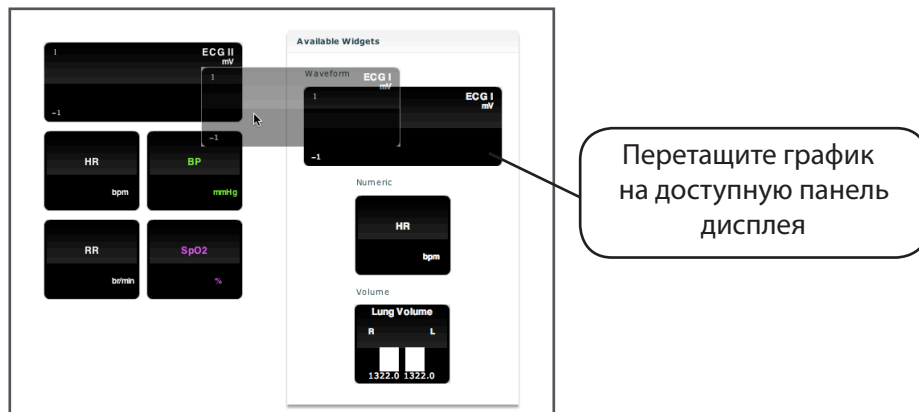 1
ECG II
mV
-1
HR
bpm
BP
mmHg
RR
br/min
SpO2
%
1
ECG I
mV
-1
Available Widgets
Waveform
1
ECG I
mV
-1
Numeric
HR
bpm
Volume
Lung Volume
R L
1322.0 1322.0
Перетащите график
на доступную панель
дисплея